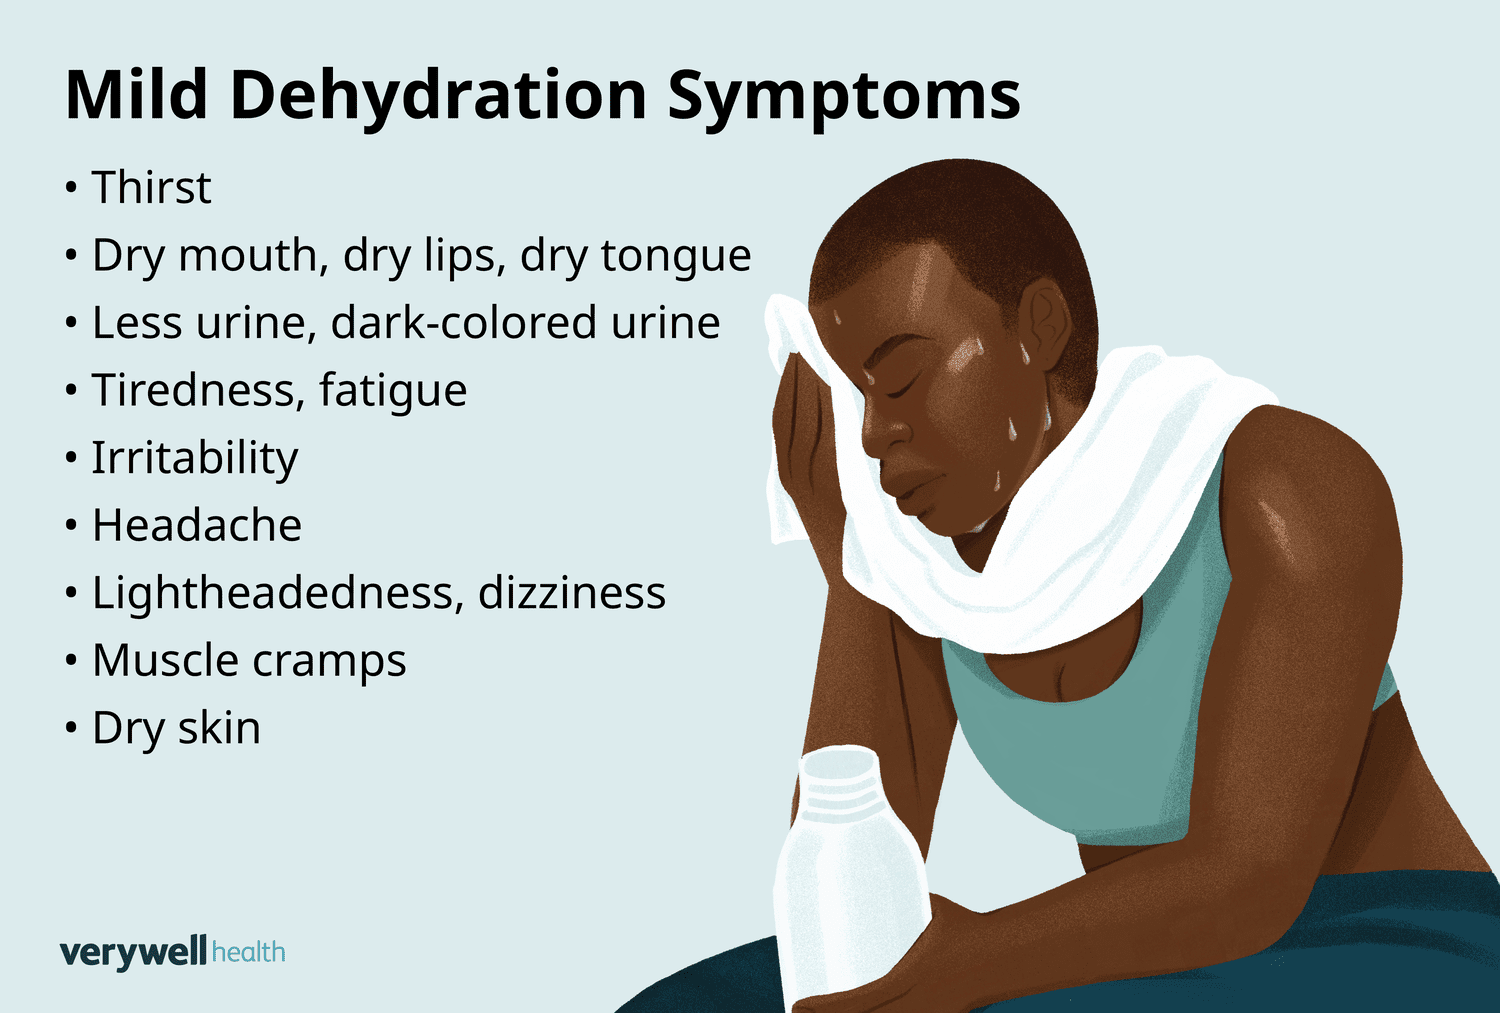 Mild Dehydration Symptoms
• Thirst
• Dry mouth, dry lips, dry tongue
• Less urine, dark-colored urine
• Tiredness, fatigue
• Irritability
• Headache
• Lightheadedness, dizziness
• Muscle cramps
• Dry skin
verywell health